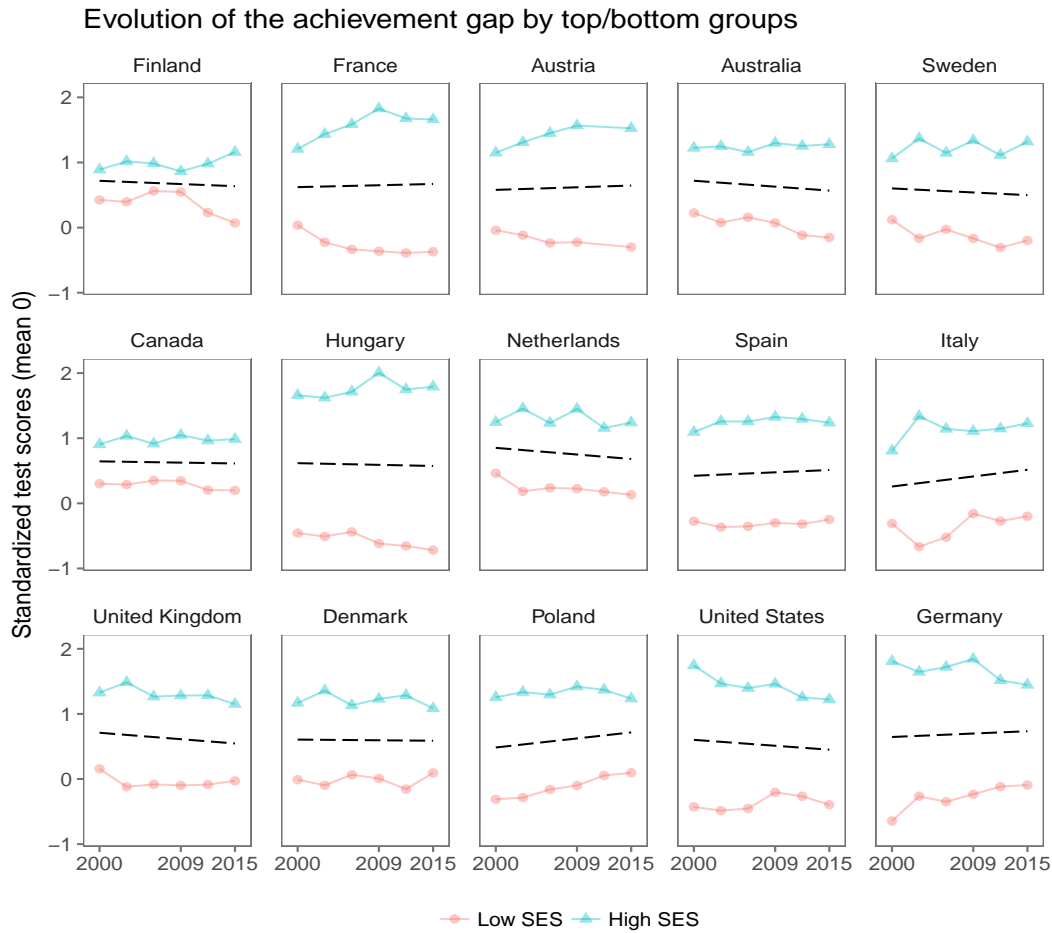 Evolution of the achievement gap by top/bottom groups
Standardized test scores (mean 0)
Finland France Austria Australia Sweden
2
1
0
−1
Canada Hungary Netherlands Spain Italy
2
1
0
−1
United Kingdom Denmark Poland United States Germany
2
1
0
−1
2000 2009 2015 2000 2009 2015 2000 2009 2015 2000 2009 2015 2000 2009 2015
Low SES High SES